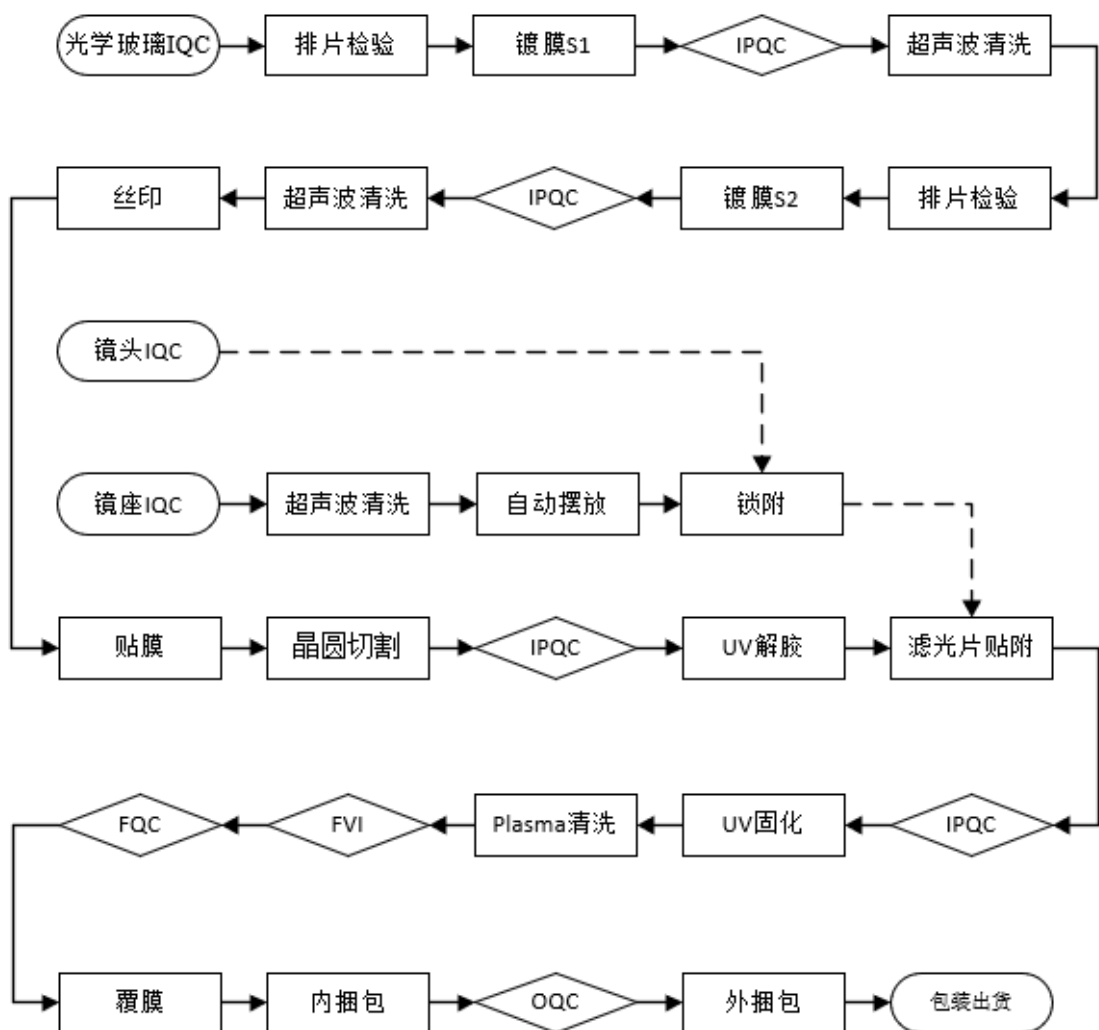 光学玻璃IQC
排片检验
镀膜S1
IPQC
超声波清洗
丝印
超声波清洗
IPQC
镀膜S2
排片检验
镜头IQC
镜座IQC
超声波清洗
自动摆放
锁附
贴膜
晶圆切割
IPQC
UV解胶
滤光片贴附
FQC
FVI
Plasma清洗
UV固化
IPQC
覆膜
内捆包
OQC
外捆包
包装出货